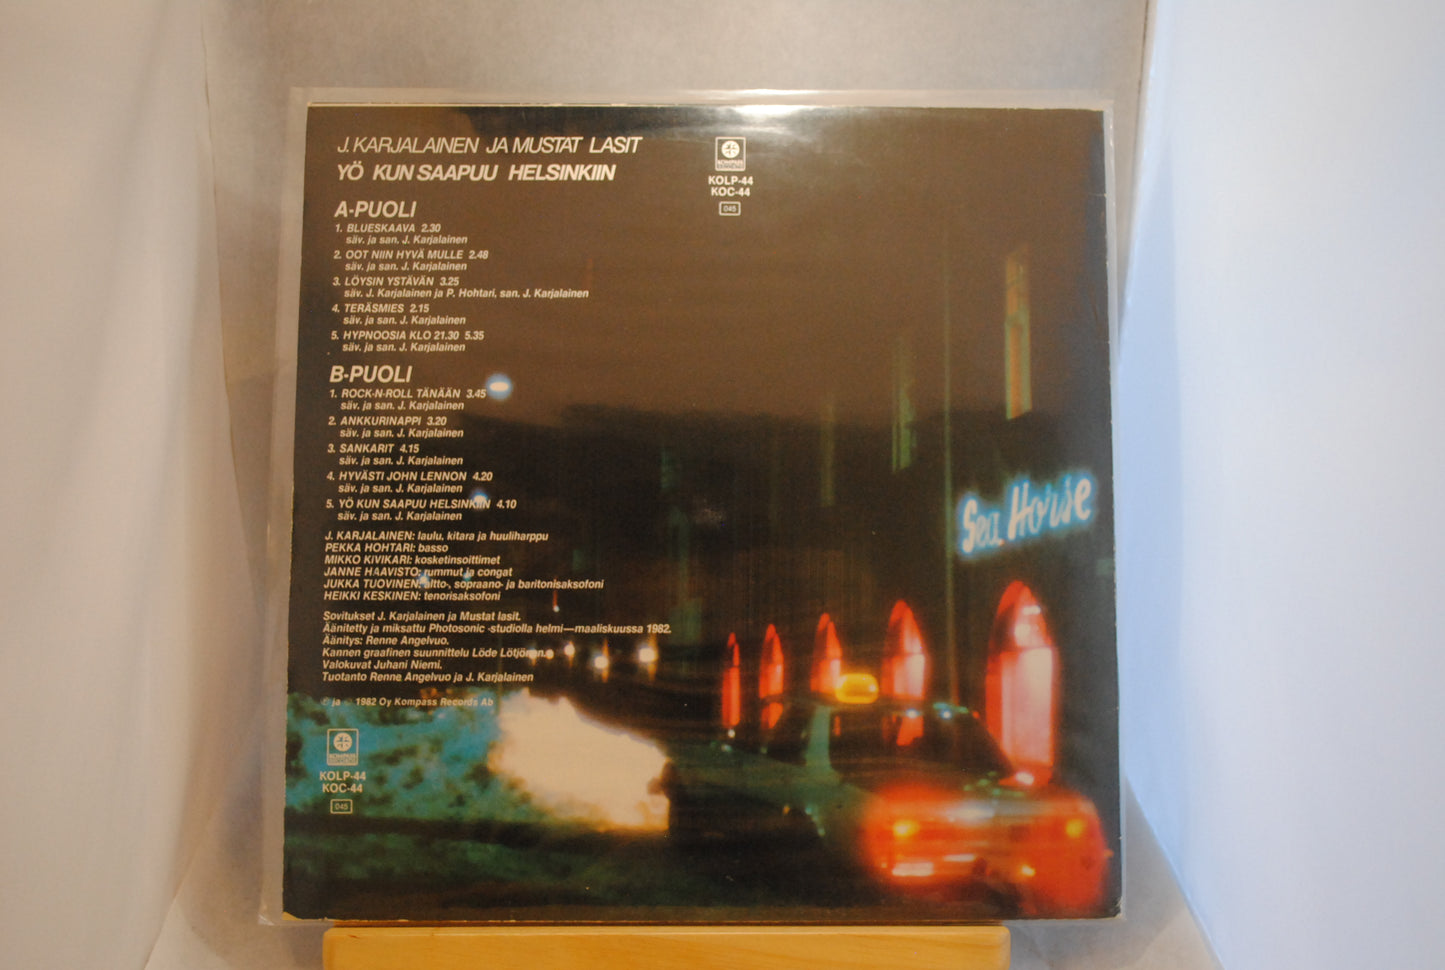 J. KARJALAINEN JA MUSTAT LASIT
YÖ KUN SAAPUU HELSINKIIN
KOMPASS
KOLP-44
KOC-44
045
A-PUOLI
1. BLUESKAAVA 2.30
säv. ja san. J. Karjalainen
2. OOT NIIN HYVÄ MULLE 2.48
säv. ja san. J. Karjalainen
3. LÖYSIN YSTÄVÄN 3.25
säv. J. Karjalainen ja P. Hohtari, san. J. Karjalainen
4. TERÄSMIES 2.15
säv. ja san. J. Karjalainen
5. HYPNOOSIA KLO 21.30 5.35
säv. ja san. J. Karjalainen
B-PUOLI
1. ROCK-N-ROLL TÄNÄÄN 3.45
säv. ja san. J. Karjalainen
2. ANKKURINAPPI 3.20
säv. ja san. J. Karjalainen
3. SANKARIT 4.15
säv. ja san. J. Karjalainen
4. HYVÄSTI JOHN LENNON 4.20
säv. ja san. J. Karjalainen
5. YÖ KUN SAAPUU HELSINKIIN 4.10
säv. ja san. J. Karjalainen
J. KARJALAINEN: laulu, kitara ja huuliharppu
PEKKA HOHTARI: basso
MIKKO KIVIKARI: kosketinsoittimet
JANNE HAAVISTO: rummut ja congat
JUKKA TUOVINEN: altto-, sopraano- ja baritonisaksofoni
HEIKKI KESKINEN: tenorisaksofoni
Sovitukset J. Karjalainen ja Mustat lasit.
Äänitetty ja miksattu Photosonic -studiolla helmi—maaliskuussa 1982.
Äänitys: Renne Angelvuo.
Kannen graafinen suunnittelu Löde Lötjönen.
Valokuvat Juhani Niemi.
Tuotanto Renne Angelvuo ja J. Karjalainen
℗ ja © 1982 Oy Kompass Records Ab
KOMPASS
KOLP-44
KOC-44
045
Sea Horse